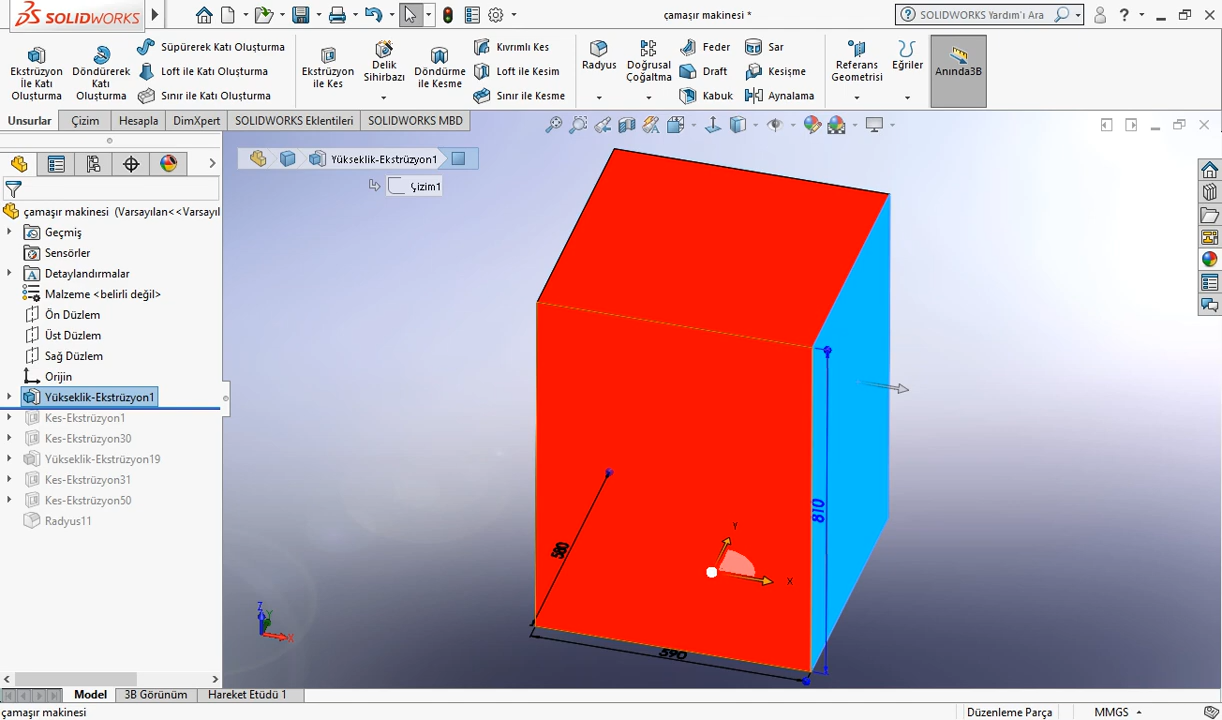 SOLIDWORKS
çamaşır makinesi *
SOLIDWORKS Yardım'ı Ara
Ekstrüzyon
ile Katı
Oluşturma
Döndürerek
Katı
Oluşturma
Süpürerek Katı Oluşturma
Loft ile Katı Oluşturma
Sınır ile Katı Oluşturma
Ekstrüzyon
ile Kes
Delik
Sihirbazı
Döndürme
ile Kesme
Kıvrımlı Kes
Loft ile Kesim
Sınır ile Kesme
Radyus
Doğrusal
Çoğaltma
Feder
Draft
Kabuk
Sar
Kesişme
Aynalama
Referans
Geometrisi
Eğriler
Anında3B
Unsurlar
Çizim
Hesapla
DimXpert
SOLIDWORKS Eklentileri
SOLIDWORKS MBD
Yükseklik-Ekstrüzyon1
Çizim1
çamaşır makinesi (Varsayılan<<Varsayıl
Geçmiş
Sensörler
Detaylandırmalar
Malzeme <belirli değil>
Ön Düzlem
Üst Düzlem
Sağ Düzlem
Orijin
Yükseklik-Ekstrüzyon1
Kes-Ekstrüzyon1
Kes-Ekstrüzyon30
Yükseklik-Ekstrüzyon19
Kes-Ekstrüzyon31
Kes-Ekstrüzyon50
Radyus11
810
580
590
Y
X
Z
Y
X
Model
3B Görünüm
Hareket Etüdü 1
çamaşır makinesi
Düzenleme Parça
MMGS